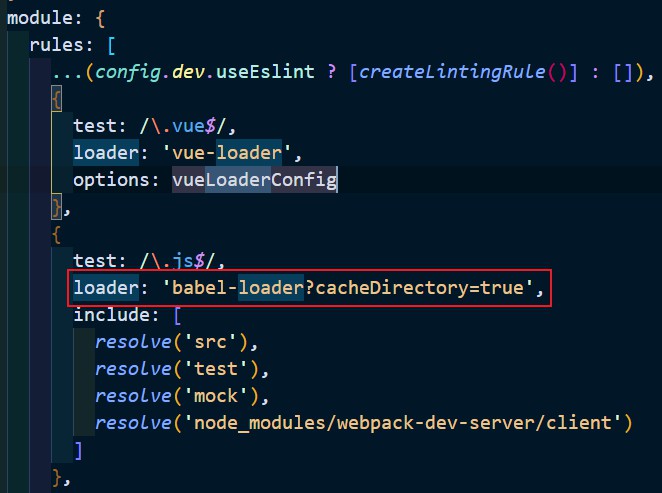 module: {
rules: [
...(config.dev.useEslint ? [createLintingRule()] : []),
{
test: /\.vue$/,
loader: 'vue-loader',
options: vueLoaderConfig
},
{
test: /\.js$/,
loader: 'babel-loader?cacheDirectory=true',
include: [
resolve('src'),
resolve('test'),
resolve('mock'),
resolve('node_modules/webpack-dev-server/client')
]
},